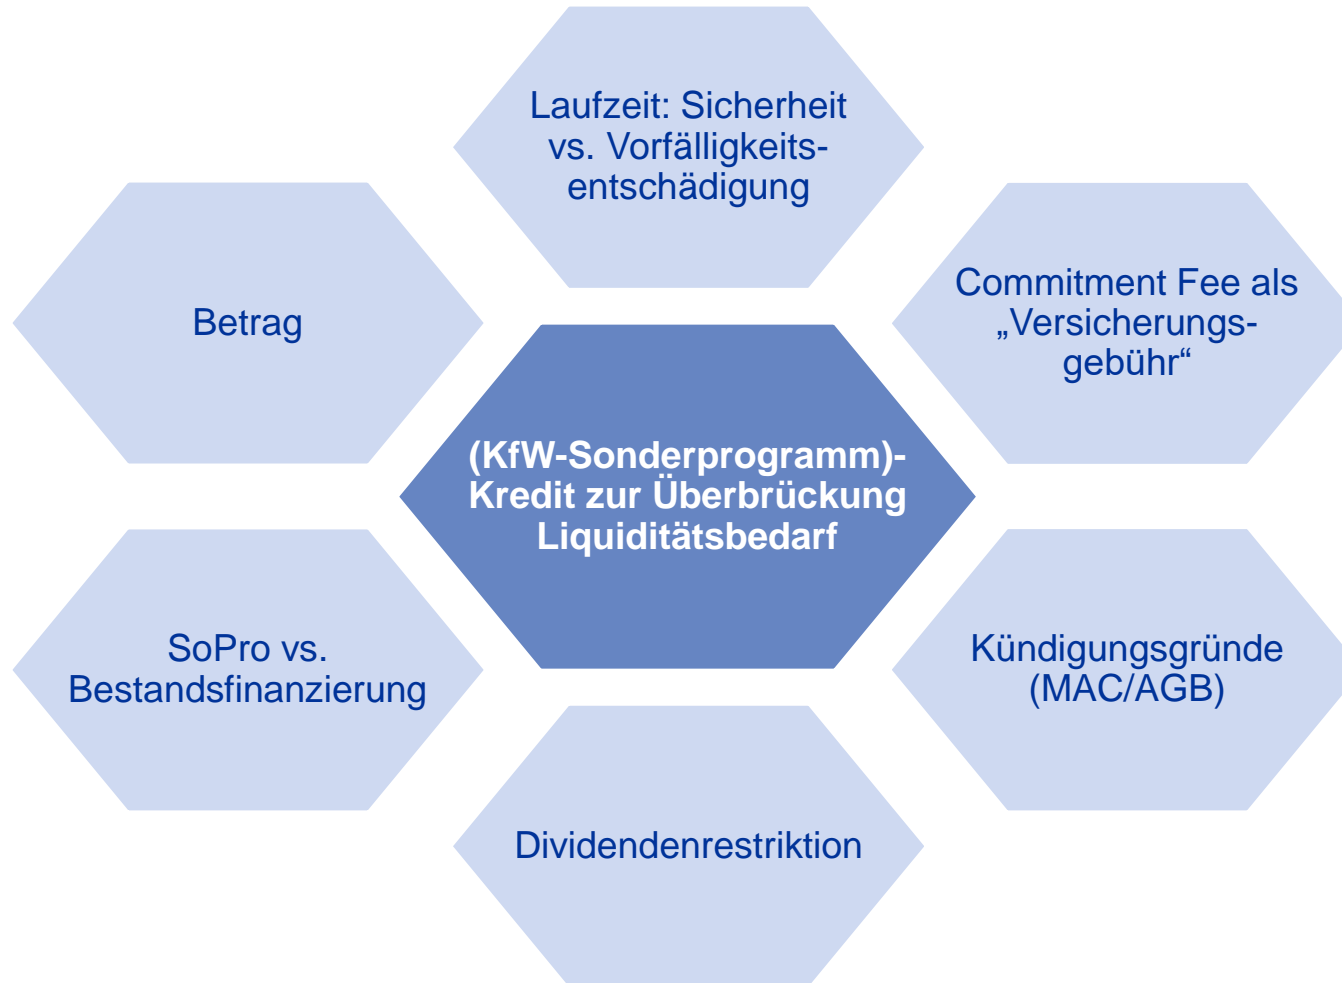 Laufzeit: Sicherheit
vs. Vorfälligkeits-
entschädigung
Betrag
Commitment Fee als
„Versicherungs-
gebühr“
(KfW-Sonderprogramm)-
Kredit zur Überbrückung
Liquiditätsbedarf
SoPro vs.
Bestandsfinanzierung
Kündigungsgründe
(MAC/AGB)
Dividendenrestriktion